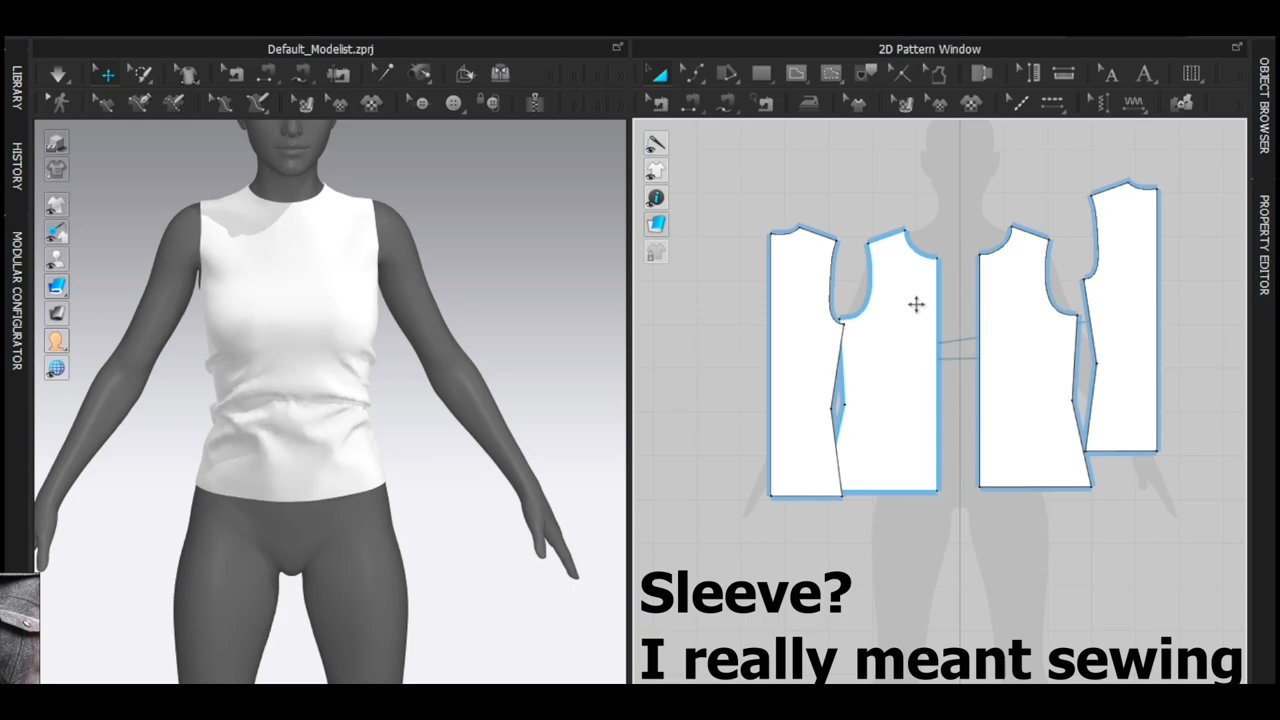 Default_Modelist.zprj
2D Pattern Window
LIBRARY
HISTORY
MODULAR CONFIGURATOR
OBJECT BROWSER
PROPERTY EDITOR
Sleeve?
I really meant sewing